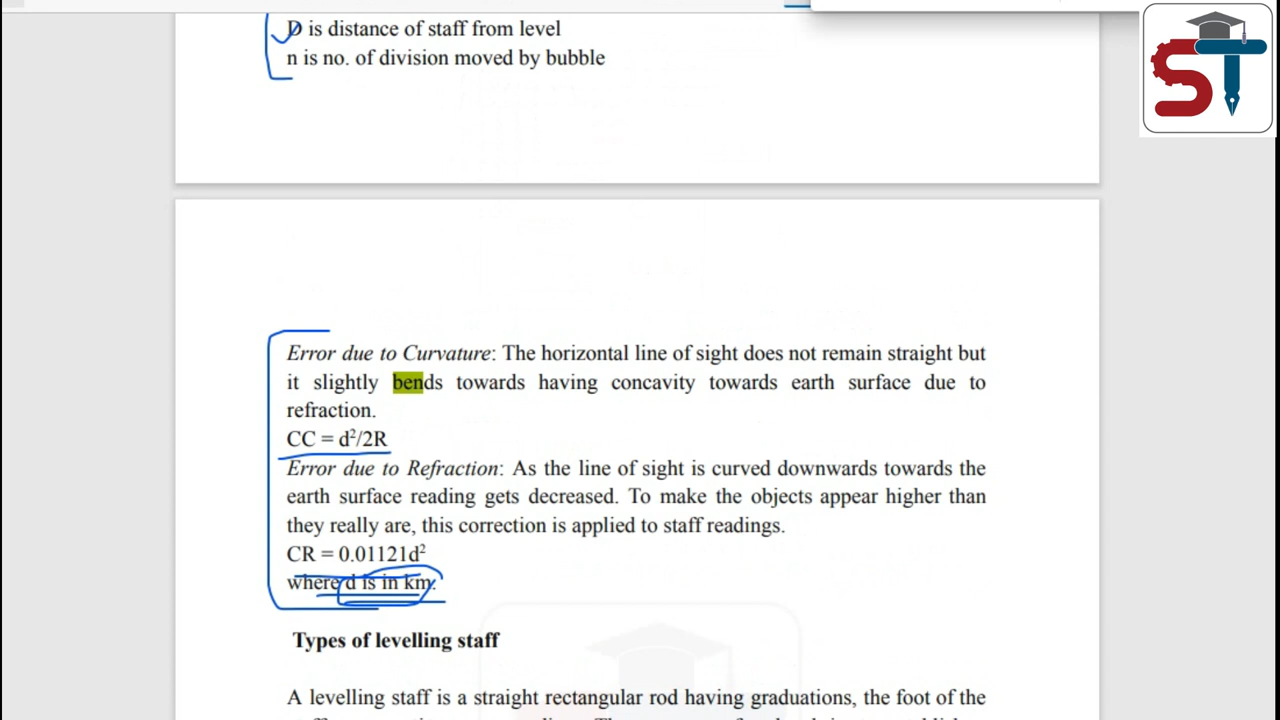 D is distance of staff from level
n is no. of division moved by bubble
Error due to Curvature: The horizontal line of sight does not remain straight but
it slightly bends towards having concavity towards earth surface due to
refraction.
CC = d²/2R
Error due to Refraction: As the line of sight is curved downwards towards the
earth surface reading gets decreased. To make the objects appear higher than
they really are, this correction is applied to staff readings.
CR = 0.01121d²
where d is in km.
Types of levelling staff
A levelling staff is a straight rectangular rod having graduations, the foot of the